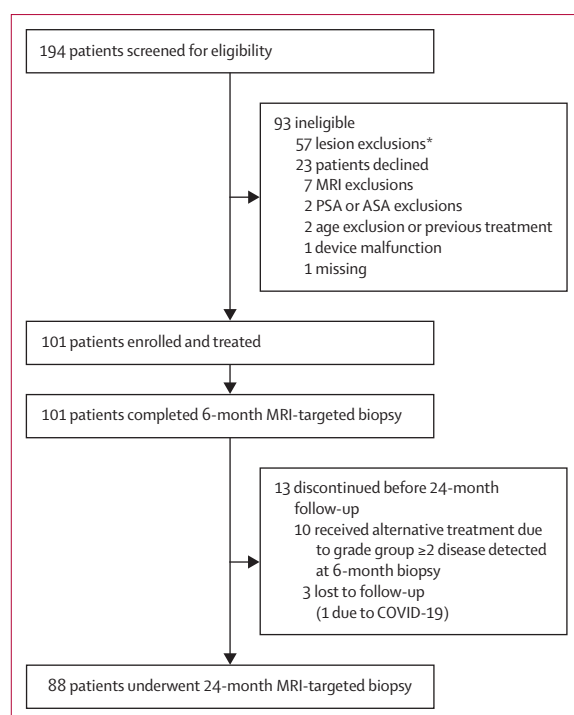 194 patients screened for eligibility
93 ineligible
57 lesion exclusions*
23 patients declined
7 MRI exclusions
2 PSA or ASA exclusions
2 age exclusion or previous treatment
1 device malfunction
1 missing
101 patients enrolled and treated
101 patients completed 6-month MRI-targeted biopsy
13 discontinued before 24-month
follow-up
10 received alternative treatment due
to grade group ≥2 disease detected
at 6-month biopsy
3 lost to follow-up
(1 due to COVID-19)
88 patients underwent 24-month MRI-targeted biopsy